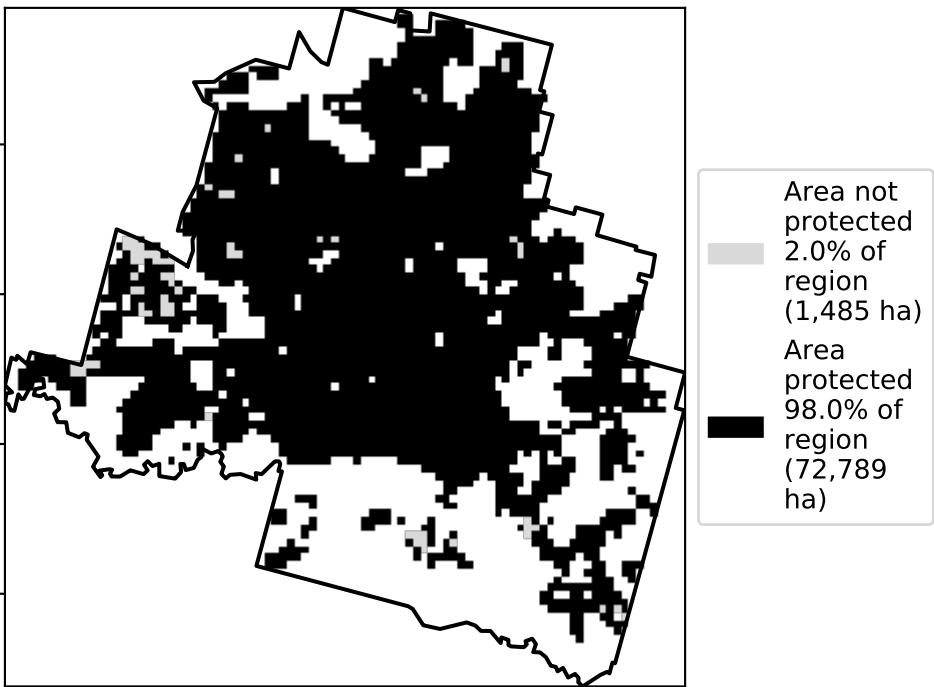 Area not
protected
2.0% of
region
(1,485 ha)
Area
protected
98.0% of
region
(72,789
ha)